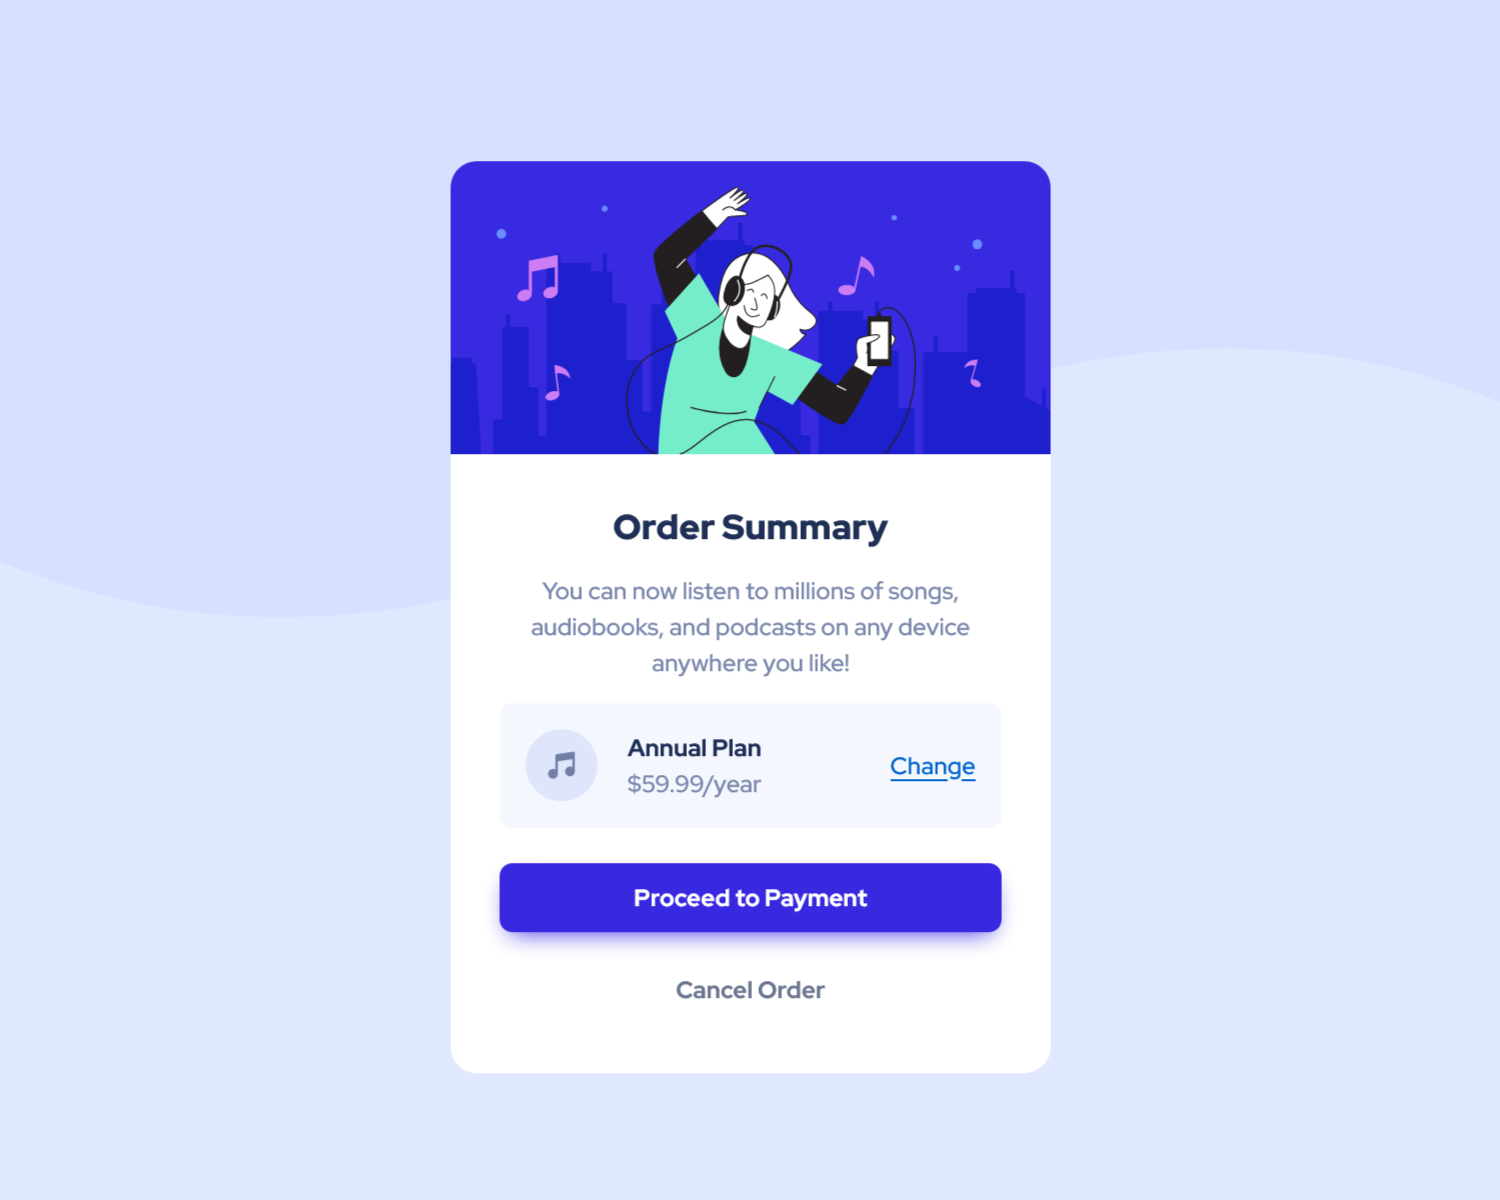 Order Summary
You can now listen to millions of songs,
audiobooks, and podcasts on any device
anywhere you like!
Annual Plan
$59.99/year
Change
Proceed to Payment
Cancel Order